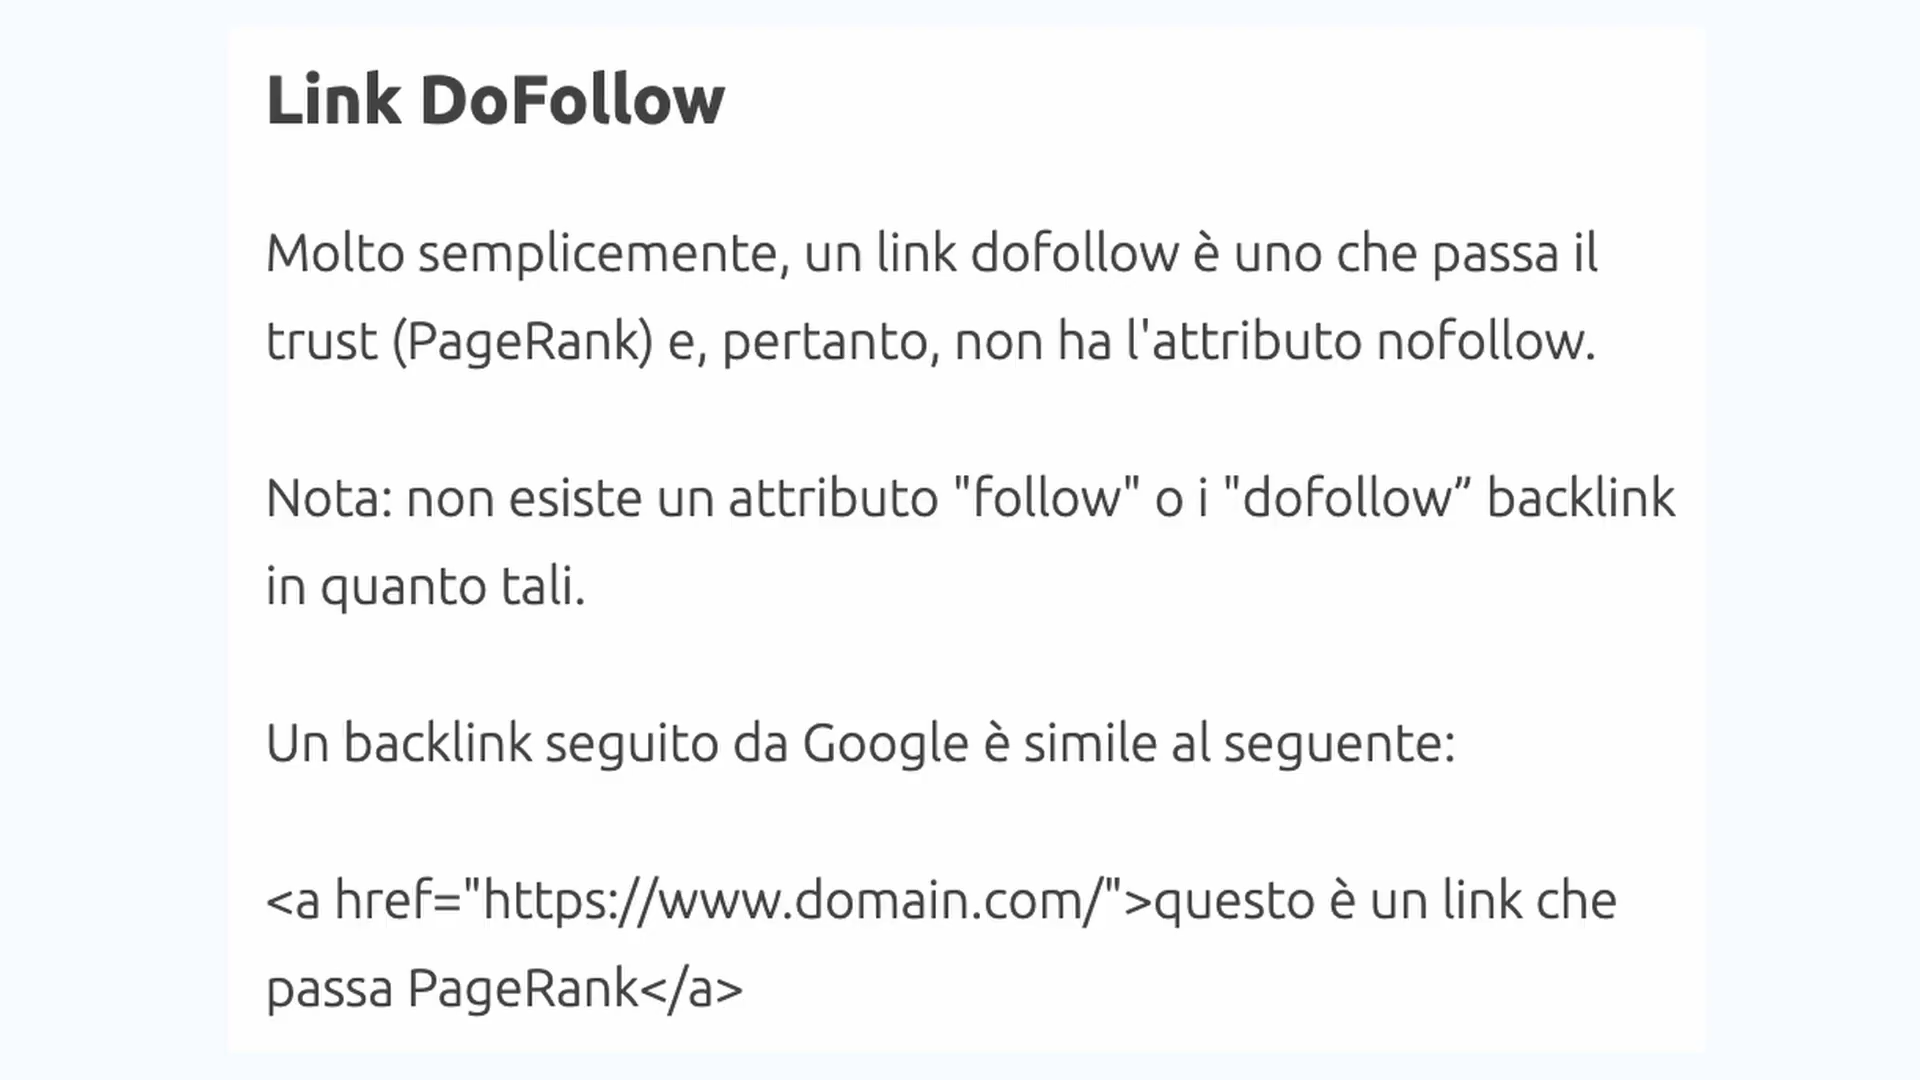 Link DoFollow
Molto semplicemente, un link dofollow è uno che passa il
trust (PageRank) e, pertanto, non ha l'attributo nofollow.
Nota: non esiste un attributo "follow" o i "dofollow” backlink
in quanto tali.
Un backlink seguito da Google è simile al seguente:
<a href="https://www.domain.com/">questo è un link che
passa PageRank</a>